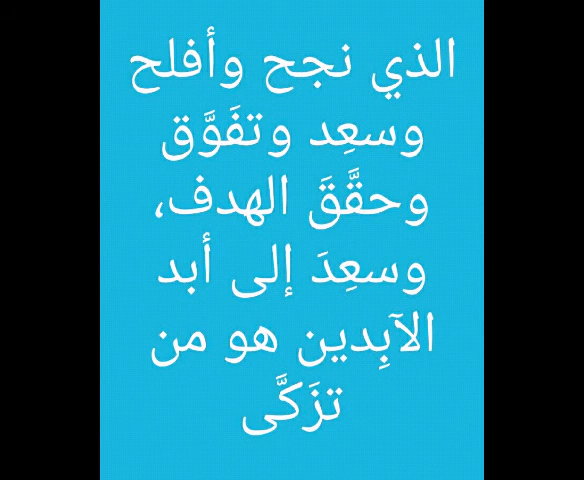 الذي نجح وأفلح
وسعِد وتفَوَّق
وحقَّقَ الهدف،
وسعِدَ إلى أبد
الآبِدين هو من
تزَكَّى